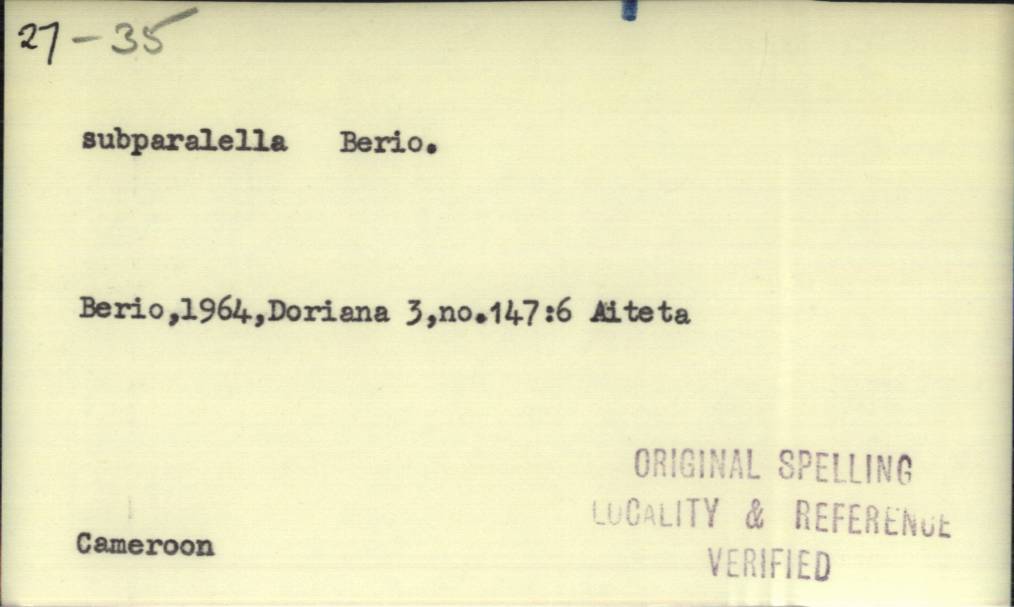 27-35
subparalella Berio.
Berio,1964,Doriana 3,no.147:6 Aiteta
ORIGINAL SPELLING
LOCALITY & REFERENCE
VERIFIED
Cameroon